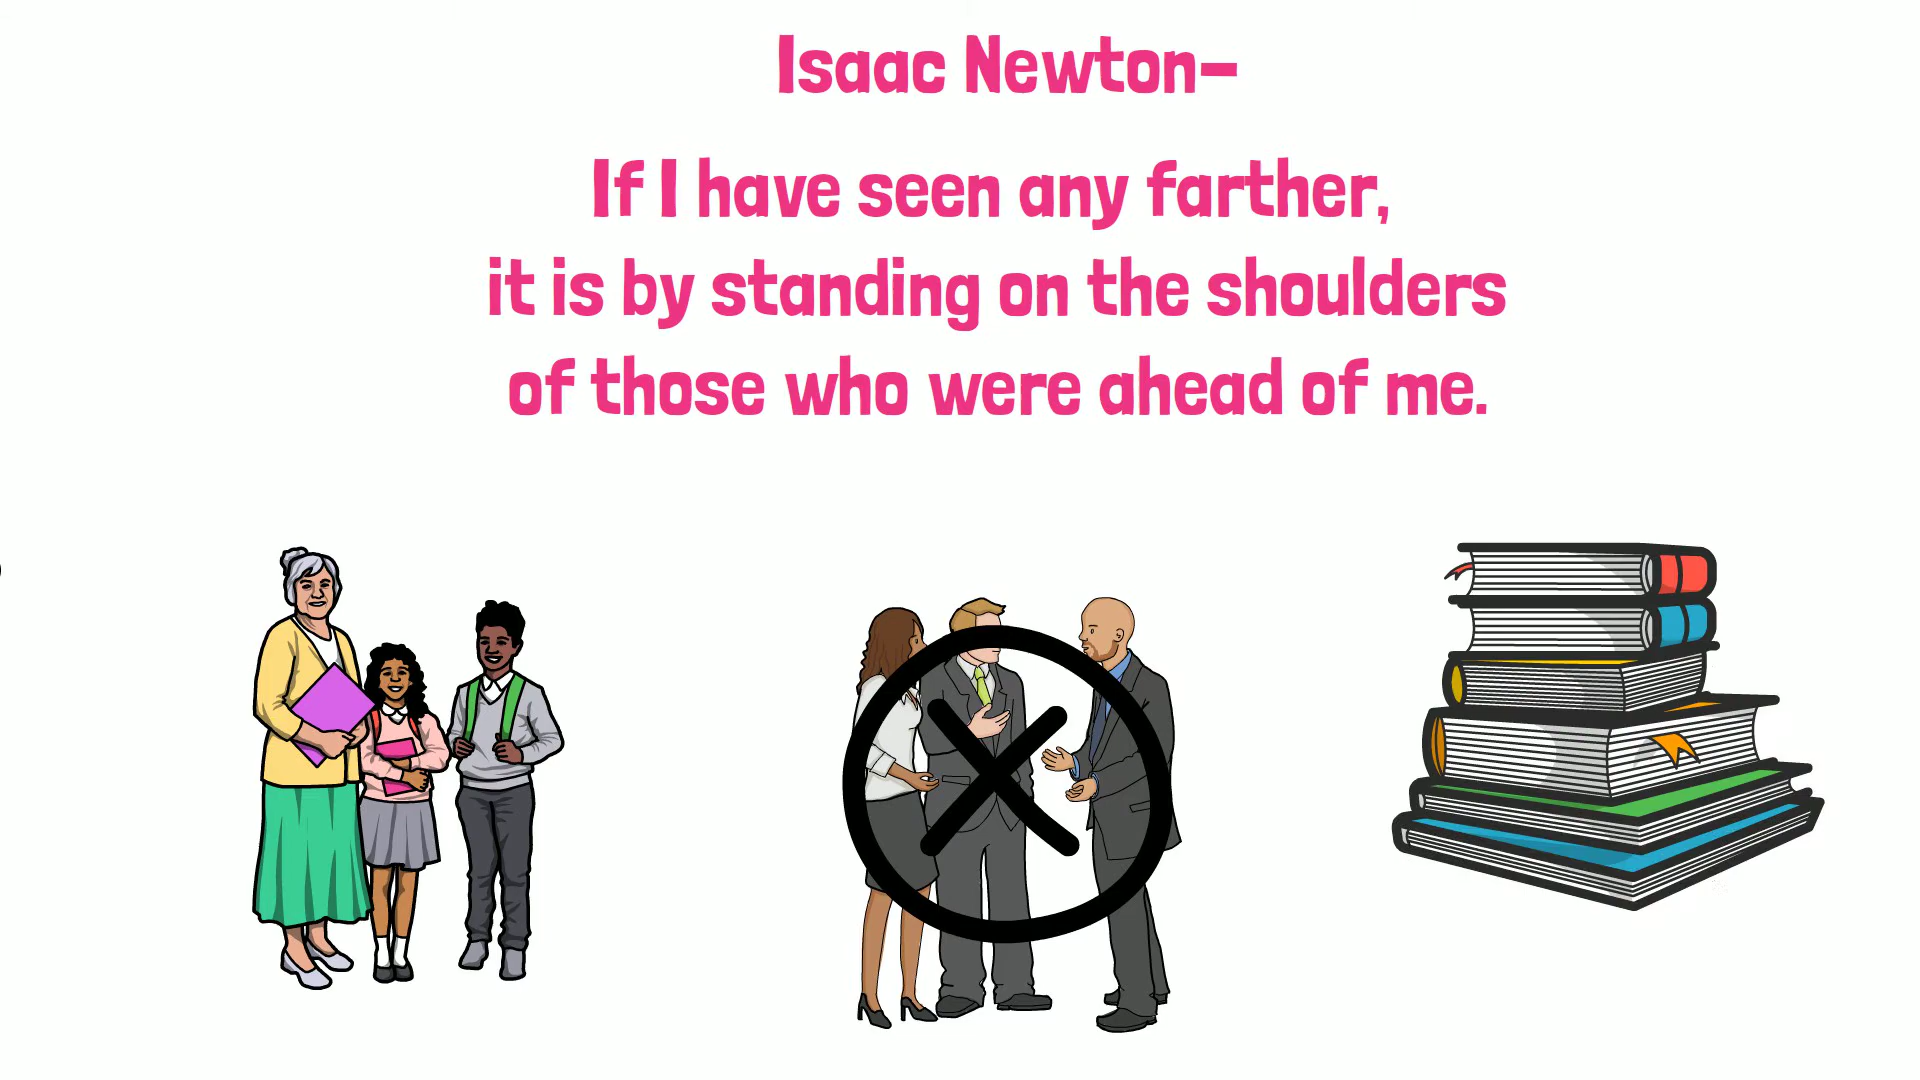 Isaac Newton-
If I have seen any farther,
it is by standing on the shoulders
of those who were ahead of me.